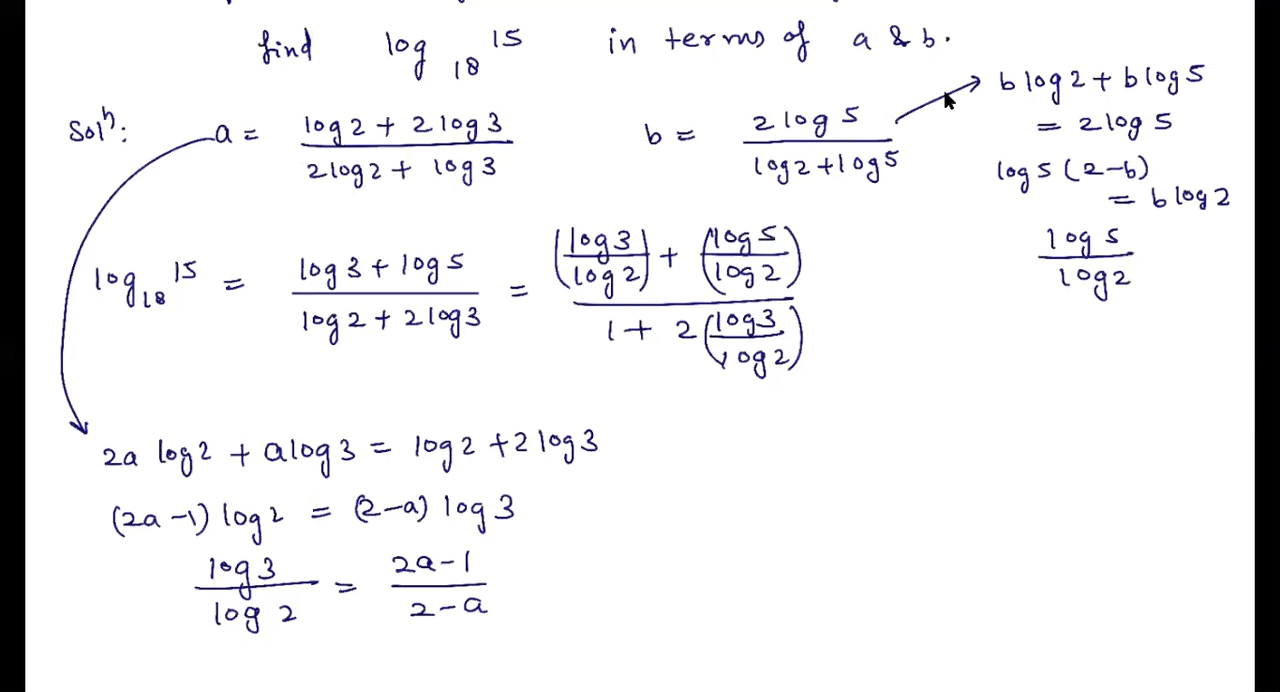 find log₁₈ 15 in terms of a & b.
Solⁿ: a = (log 2 + 2 log 3)/(2 log 2 + log 3) b = (2 log 5)/(log 2 + log 5)
b log 2 + b log 5
= 2 log 5
log 5 (2-b)
= b log 2
log 5 / log 2
log₁₈ 15 = (log 3 + log 5)/(log 2 + 2 log 3) = ((log 3 / log 2) + (log 5 / log 2))/(1 + 2 (log 3 / log 2))
2a log 2 + a log 3 = log 2 + 2 log 3
(2a - 1) log 2 = (2-a) log 3
log 3 / log 2 = (2a - 1)/(2 - a)